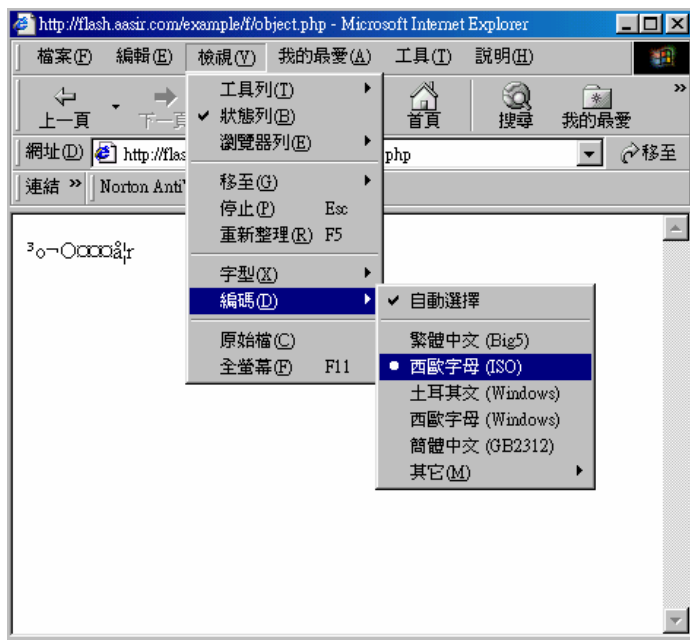 http://flash.aasir.com/example/f/object.php - Microsoft Internet Explorer
檔案(F) 編輯(E) 檢視(V) 我的最愛(A) 工具(T) 說明(H)
上一頁 下一頁 首頁 搜尋 我的最愛 »
網址(D) http://flas php 移至
連結 » Norton Anti
工具列(T)
狀態列(B)
瀏覽器列(E)
移至(G)
停止(P) Esc
重新整理(R) F5
字型(X)
編碼(D)
原始檔(C)
全螢幕(F) F11
自動選擇
繁體中文 (Big5)
西歐字母 (ISO)
土耳其文 (Windows)
西歐字母 (Windows)
簡體中文 (GB2312)
其它(M)
³o¬O¤¤¤å¦r